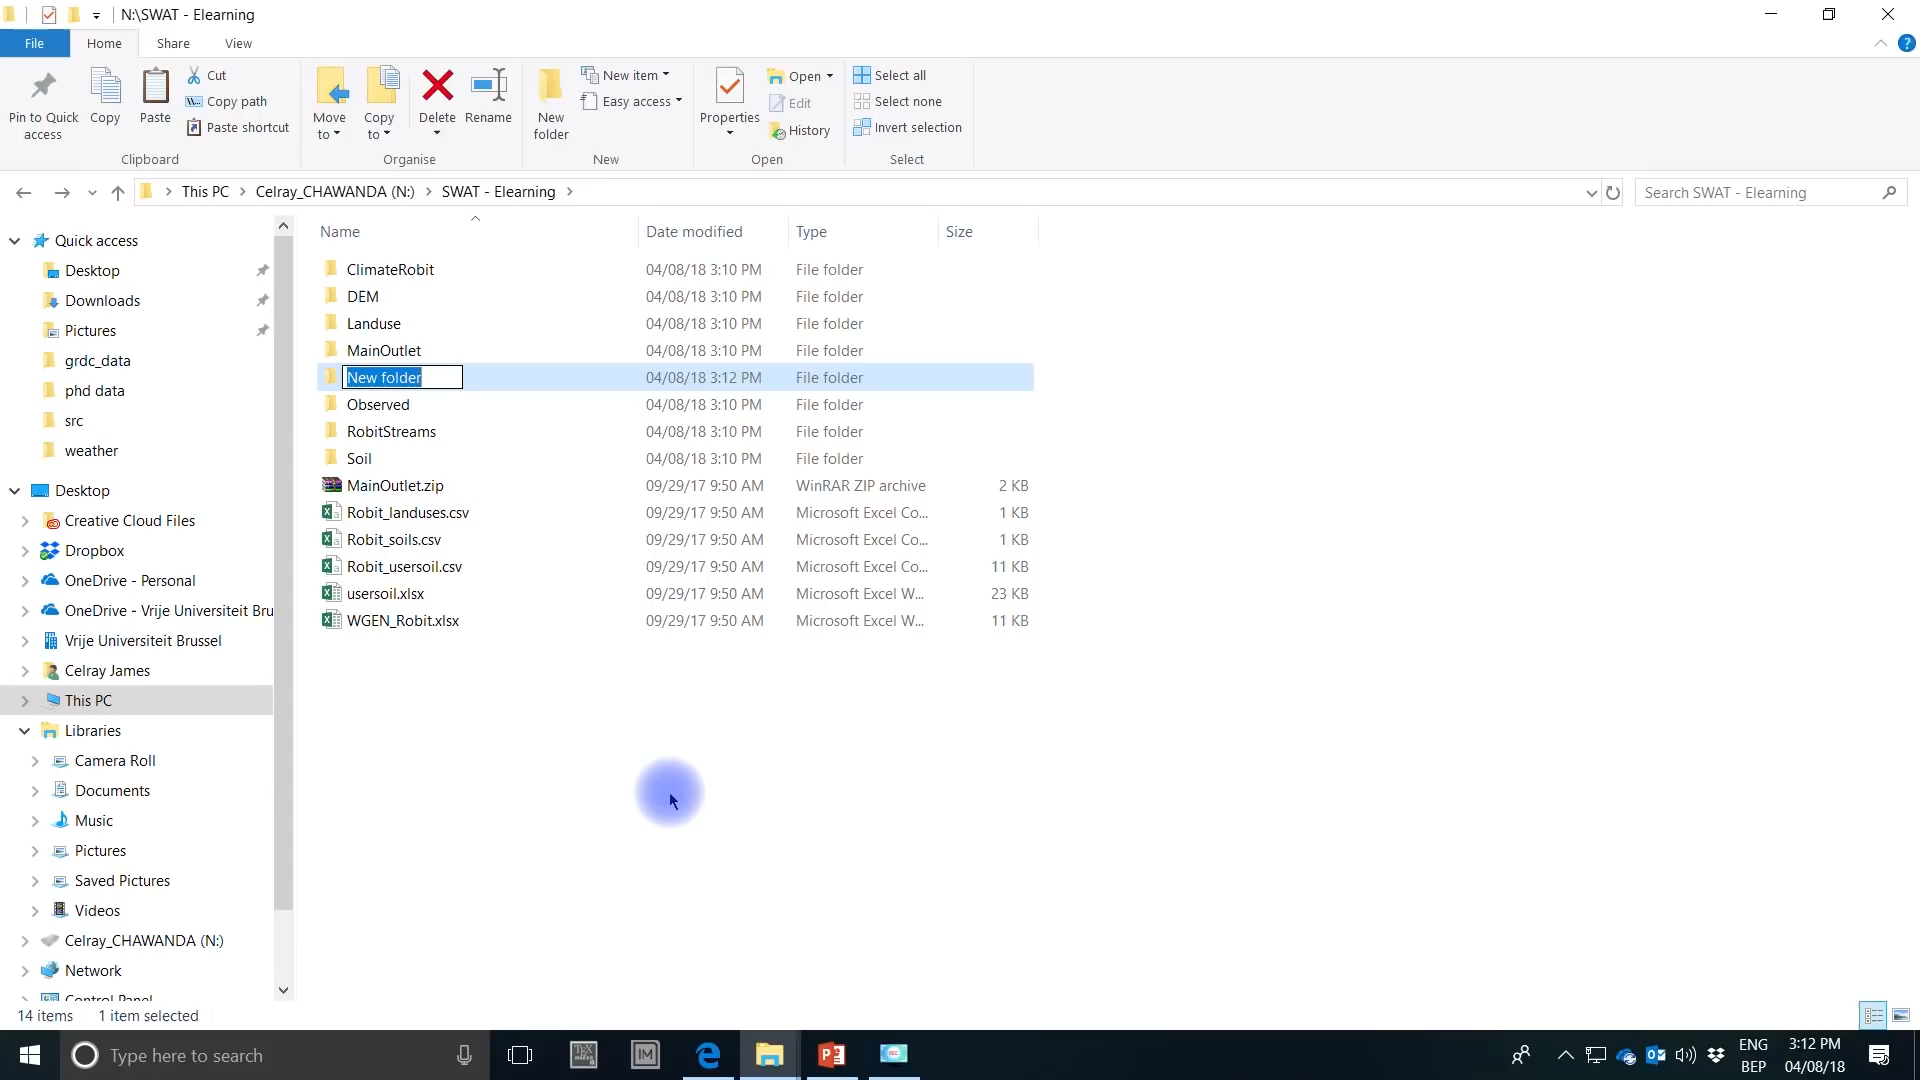 N:\SWAT - Elearning
File Home Share View
Pin to Quick access
Copy
Paste
Cut
Copy path
Paste shortcut
Clipboard
Move to
Copy to
Delete
Rename
Organise
New folder
New item
Easy access
New
Properties
Open
Edit
History
Open
Select all
Select none
Invert selection
Select
This PC > Celray_CHAWANDA (N:) > SWAT - Elearning >
Search SWAT - Elearning
Quick access
Desktop
Downloads
Pictures
grdc_data
phd data
src
weather
Desktop
Creative Cloud Files
Dropbox
OneDrive - Personal
OneDrive - Vrije Universiteit Bru
Vrije Universiteit Brussel
Celray James
This PC
Libraries
Camera Roll
Documents
Music
Pictures
Saved Pictures
Videos
Celray_CHAWANDA (N:)
Network
Control Panel
Name Date modified Type Size
ClimateRobit 04/08/18 3:10 PM File folder
DEM 04/08/18 3:10 PM File folder
Landuse 04/08/18 3:10 PM File folder
MainOutlet 04/08/18 3:10 PM File folder
New folder 04/08/18 3:12 PM File folder
Observed 04/08/18 3:10 PM File folder
RobitStreams 04/08/18 3:10 PM File folder
Soil 04/08/18 3:10 PM File folder
MainOutlet.zip 09/29/17 9:50 AM WinRAR ZIP archive 2 KB
Robit_landuses.csv 09/29/17 9:50 AM Microsoft Excel Co... 1 KB
Robit_soils.csv 09/29/17 9:50 AM Microsoft Excel Co... 1 KB
Robit_usersoil.csv 09/29/17 9:50 AM Microsoft Excel Co... 11 KB
usersoil.xlsx 09/29/17 9:50 AM Microsoft Excel W... 23 KB
WGEN_Robit.xlsx 09/29/17 9:50 AM Microsoft Excel W... 11 KB
14 items 1 item selected
Type here to search
IM
ENG
BEP
3:12 PM
04/08/18